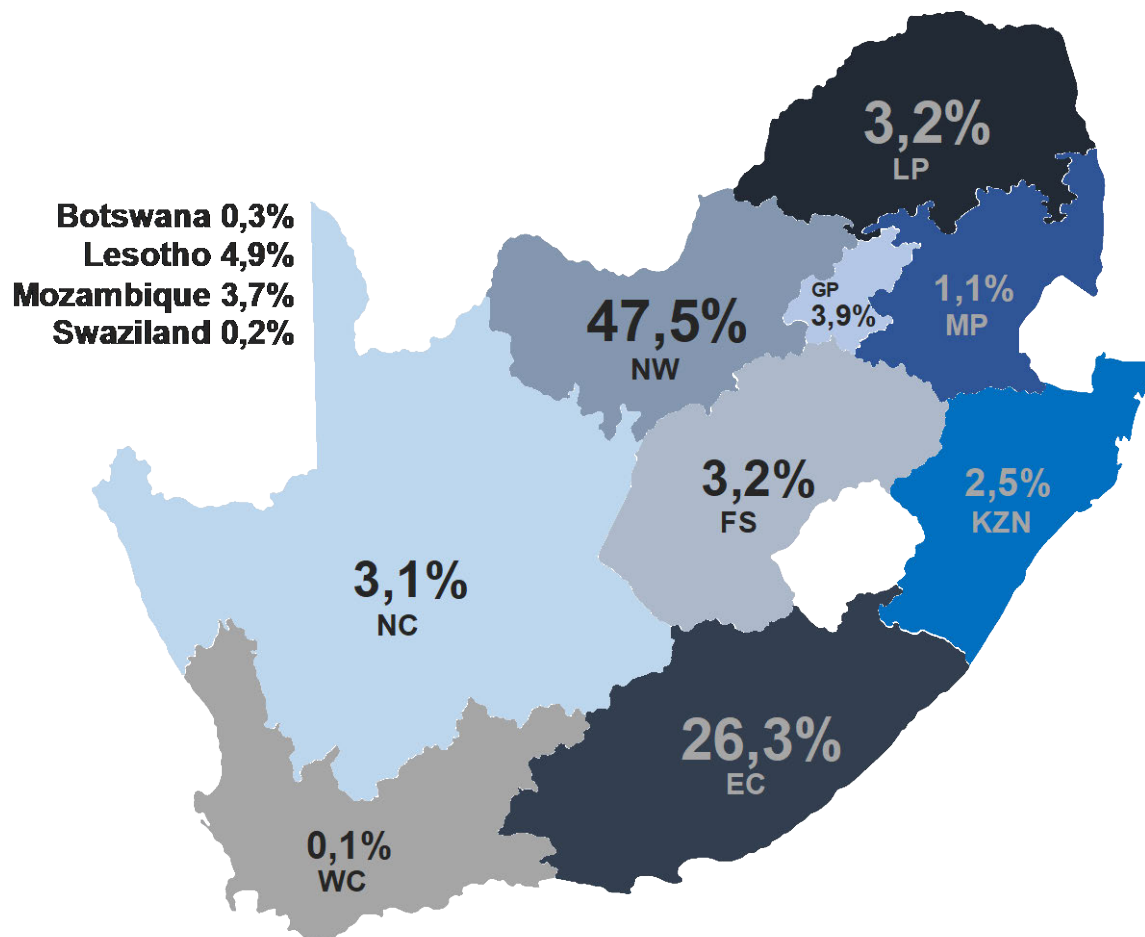 3,2%
LP
Botswana 0,3%
Lesotho 4,9%
Mozambique 3,7%
Swaziland 0,2%
47,5%
NW
GP
3,9%
1,1%
MP
3,2%
FS
2,5%
KZN
3,1%
NC
26,3%
EC
0,1%
WC